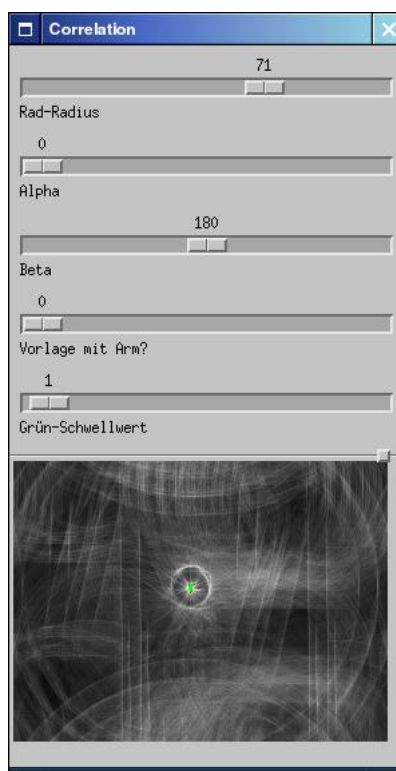 Correlation
71
Rad-Radius
0
Alpha
180
Beta
0
Vorlage mit Arm?
1
Grün-Schwellwert